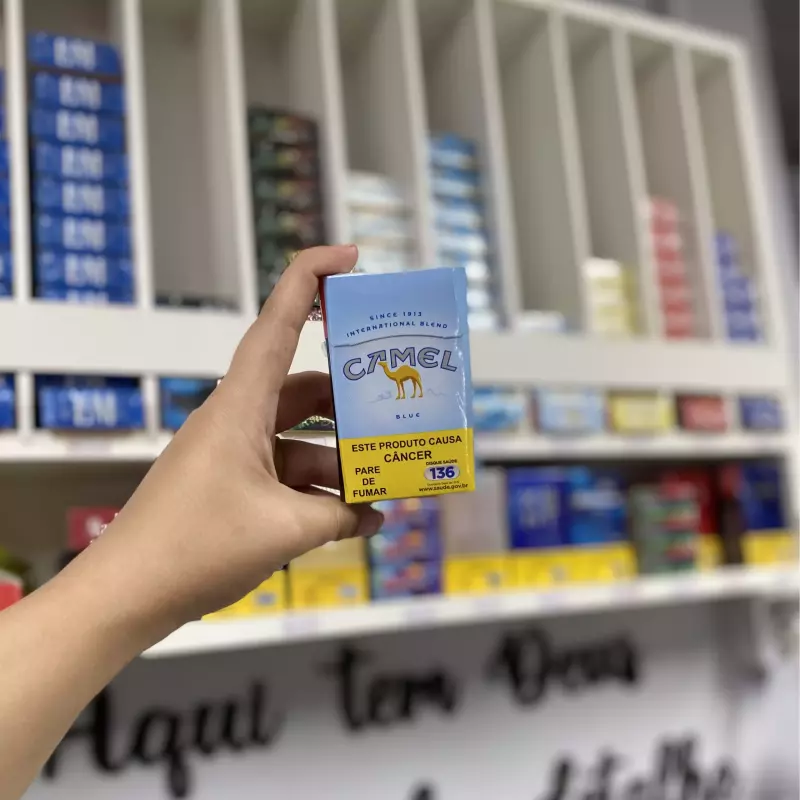 SINCE 1913
INTERNATIONAL BLEND
CAMEL
BLUE
ESTE PRODUTO CAUSA
CÂNCER
PARE
DE
FUMAR
DISQUE SAÚDE
136
www.saude.gov.br
Aqui tem Deus